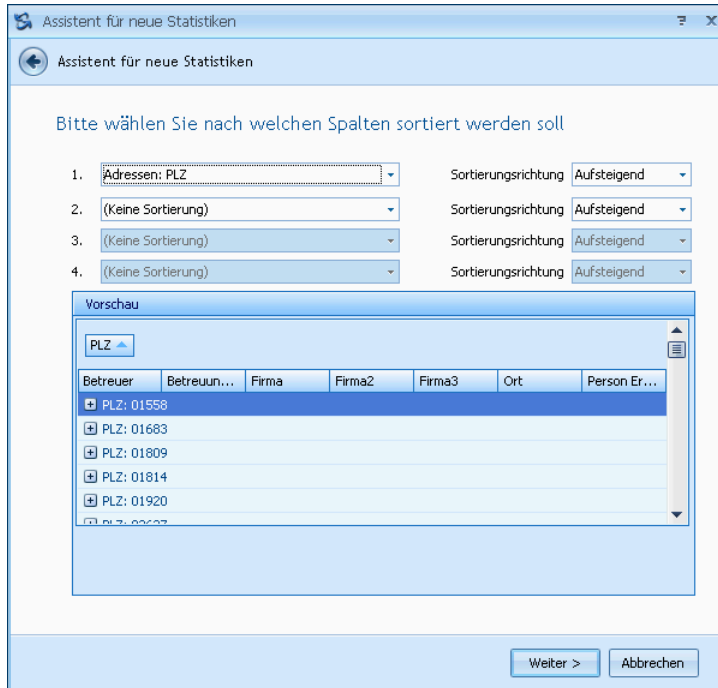 Assistent für neue Statistiken
Assistent für neue Statistiken
Bitte wählen Sie nach welchen Spalten sortiert werden soll
1. Adressen: PLZ Sortierungsrichtung Aufsteigend
2. (Keine Sortierung) Sortierungsrichtung Aufsteigend
3. (Keine Sortierung) Sortierungsrichtung Aufsteigend
4. (Keine Sortierung) Sortierungsrichtung Aufsteigend
Vorschau
PLZ
Betreuer Betreuun... Firma Firma2 Firma3 Ort Person Er...
PLZ: 01558
PLZ: 01683
PLZ: 01809
PLZ: 01814
PLZ: 01920
Weiter > Abbrechen